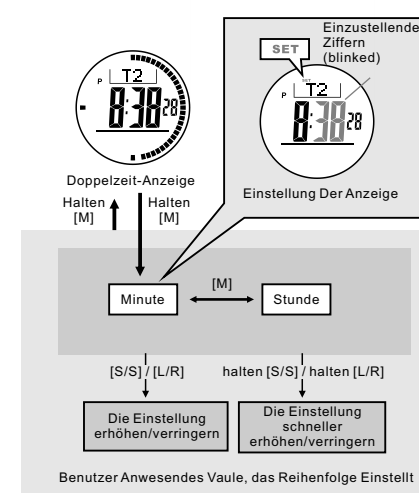 Einzustellende
Ziffern
(blinked)
SET
SET
P T2
8:38 28
P T2
8:38 28
Doppelzeit-Anzeige
Einstellung Der Anzeige
Halten
[M]
Halten
[M]
[M]
Minute
Stunde
[S/S] / [L/R]
halten [S/S] / halten [L/R]
Die Einstellung
erhöhen/verringern
Die Einstellung
schneller
erhöhen/verringern
Benutzer Anwesendes Vaule, das Reihenfolge Einstellt